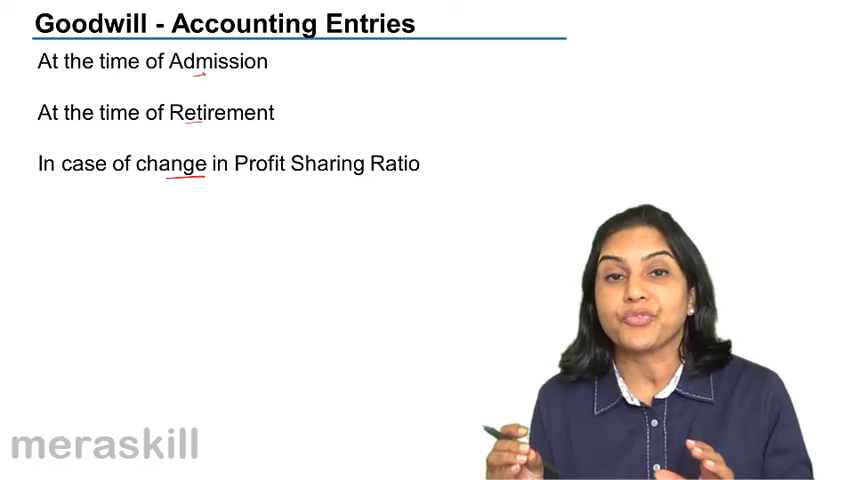 Goodwill - Accounting Entries
At the time of Admission
At the time of Retirement
In case of change in Profit Sharing Ratio
meraskill